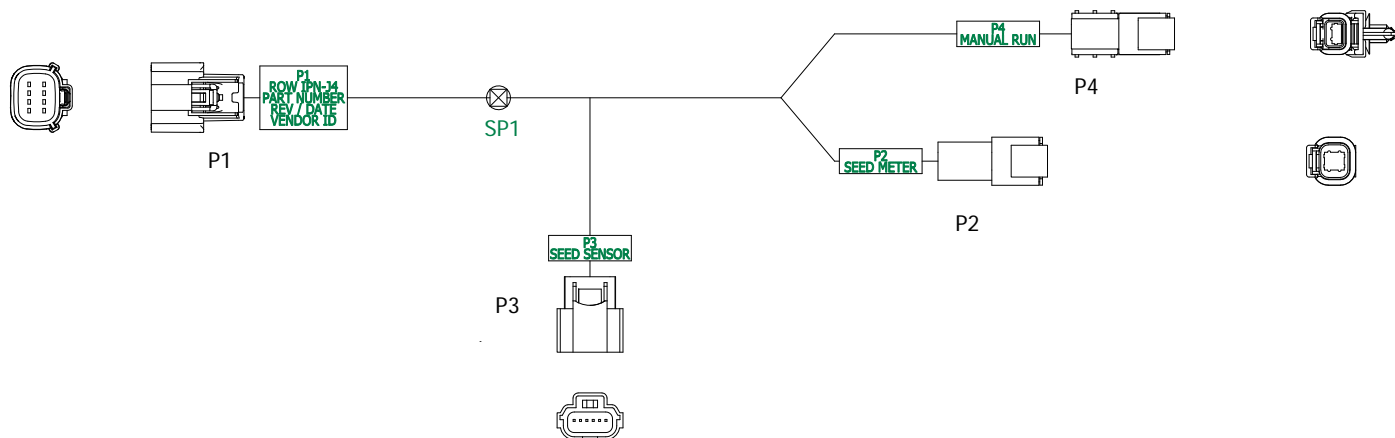 P4
MANUAL RUN
P4
P1
ROW IPN-J4
PART NUMBER
REV / DATE
VENDOR ID
P1
SP1
P2
SEED METER
P2
P3
SEED SENSOR
P3